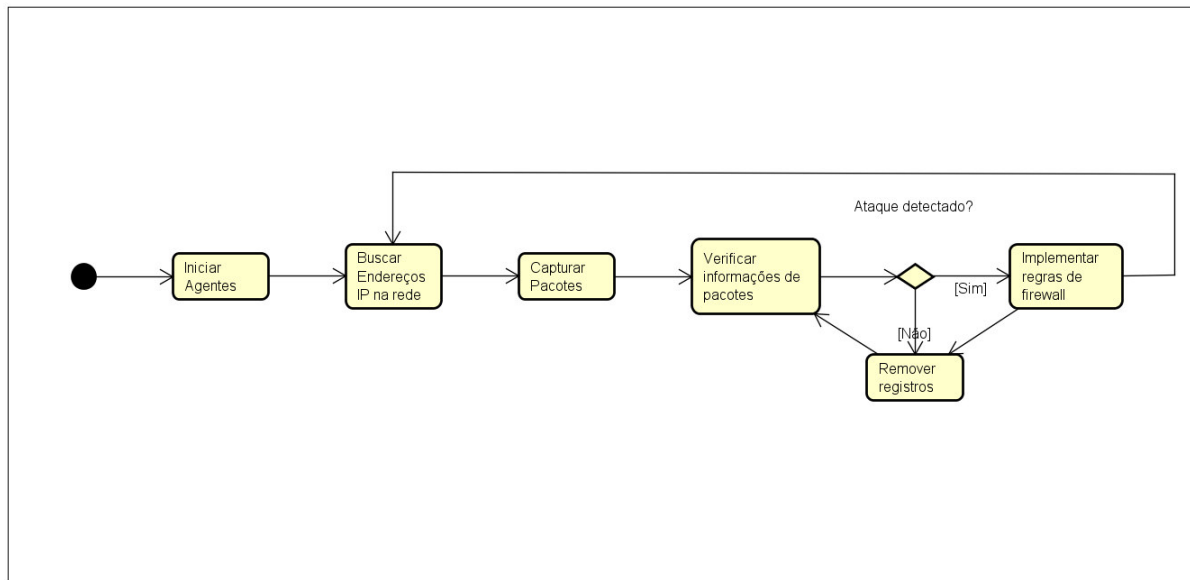 Ataque detectado?
Iniciar
Agentes
Buscar
Endereços
IP na rede
Capturar
Pacotes
Verificar
informações de
pacotes
[Sim]
Implementar
regras de
firewall
[Não]
Remover
registros